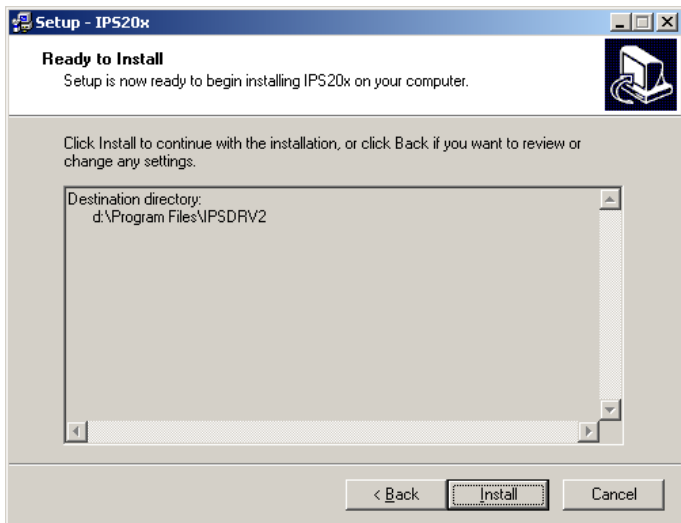 Setup - IPS20x
Ready to Install
Setup is now ready to begin installing IPS20x on your computer.
Click Install to continue with the installation, or click Back if you want to review or
change any settings.
Destination directory:
d:\Program Files\IPSDRV2
< Back
Install
Cancel